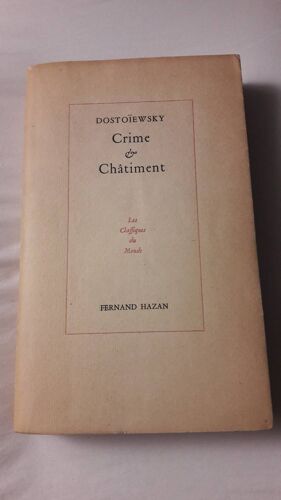 DOSTOÏEWSKY
Crime
&
Châtiment
Les
Classiques
du
Monde
FERNAND HAZAN